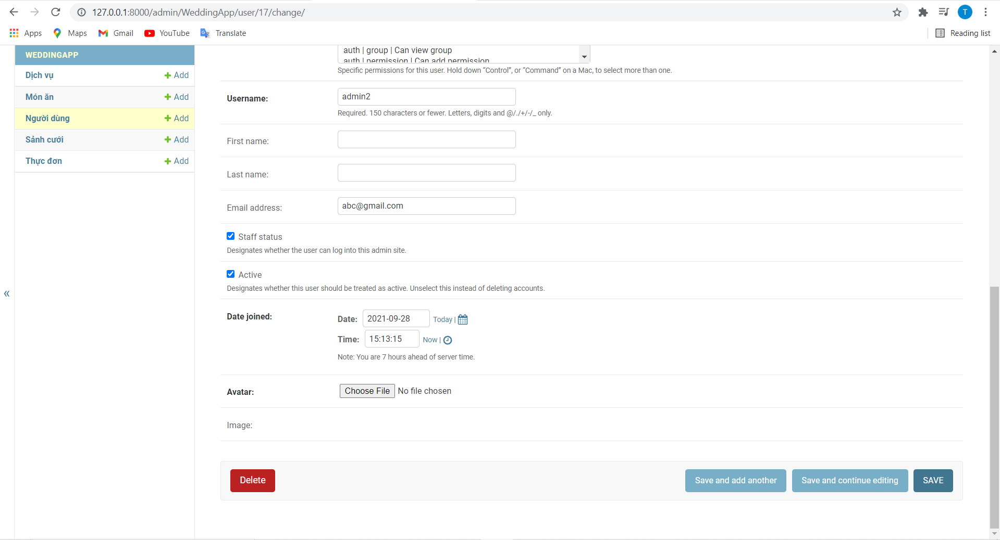 127.0.0.1:8000/admin/WeddingApp/user/17/change/
T
Apps
Maps
Gmail
YouTube
Translate
Reading list
WEDDINGAPP
Dịch vụ
Add
Món ăn
Add
Người dùng
Add
Sảnh cưới
Add
Thực đơn
Add
«
auth | group | Can view group
auth | permission | Can add permission
Specific permissions for this user. Hold down “Control”, or “Command” on a Mac, to select more than one.
Username:
admin2
Required. 150 characters or fewer. Letters, digits and @/./+/-/_ only.
First name:
Last name:
Email address:
abc@gmail.com
Staff status
Designates whether the user can log into this admin site.
Active
Designates whether this user should be treated as active. Unselect this instead of deleting accounts.
Date joined:
Date: 2021-09-28 Today |
Time: 15:13:15 Now |
Note: You are 7 hours ahead of server time.
Avatar:
Choose File No file chosen
Image:
Delete
Save and add another
Save and continue editing
SAVE